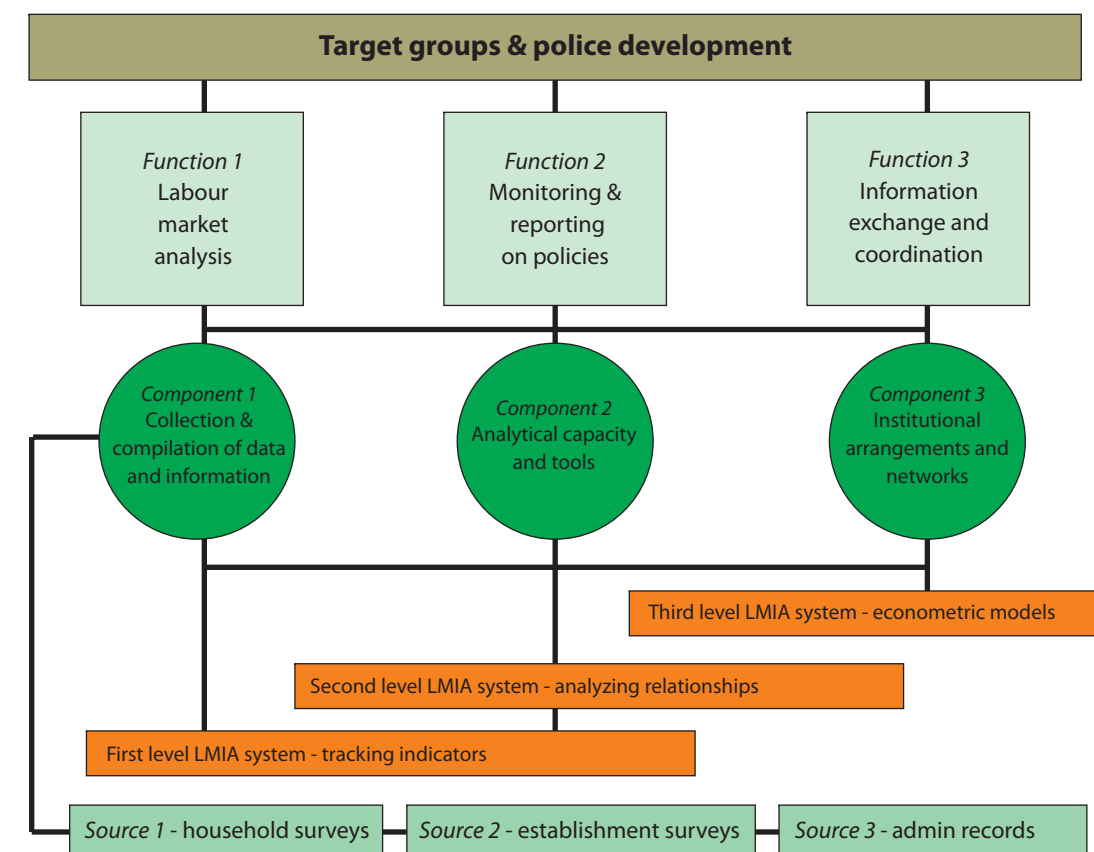 Target groups & police development
Function 1
Labour
market
analysis
Function 2
Monitoring &
reporting
on policies
Function 3
Information
exchange and
coordination
Component 1
Collection &
compilation of data
and information
Component 2
Analytical capacity
and tools
Component 3
Institutional
arrangements and
networks
Third level LMIA system - econometric models
Second level LMIA system - analyzing relationships
First level LMIA system - tracking indicators
Source 1 - household surveys
Source 2 - establishment surveys
Source 3 - admin records